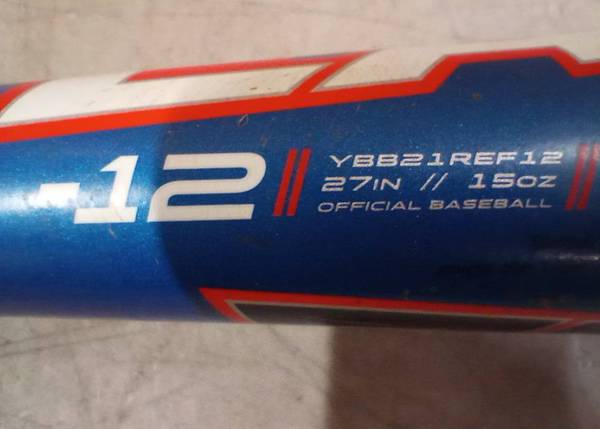 -12
YBB21REF12
27IN // 15OZ
OFFICIAL BASEBALL